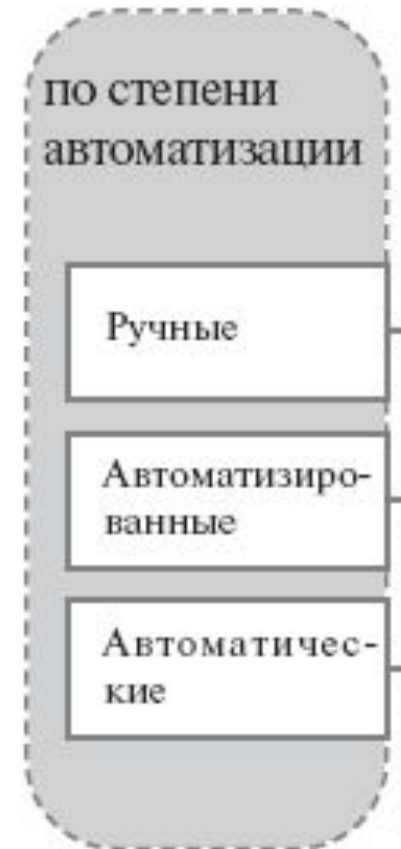 по степени
автоматизации
Ручные
Автоматизиро-
ванные
Автоматичес-
кие